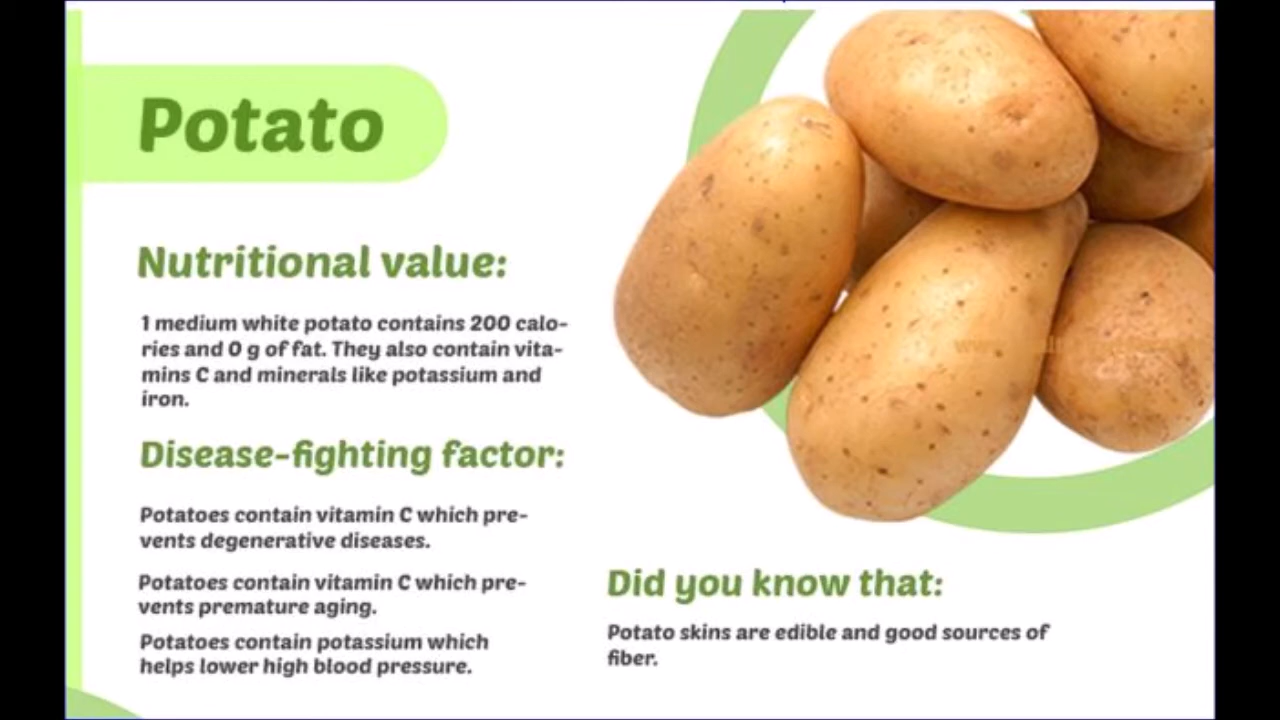 Potato
Nutritional value:
1 medium white potato contains 200 calo-
ries and 0 g of fat. They also contain vita-
mins C and minerals like potassium and
iron.
Disease-fighting factor:
Potatoes contain vitamin C which pre-
vents degenerative diseases.
Potatoes contain vitamin C which pre-
vents premature aging.
Potatoes contain potassium which
helps lower high blood pressure.
Did you know that:
Potato skins are edible and good sources of
fiber.